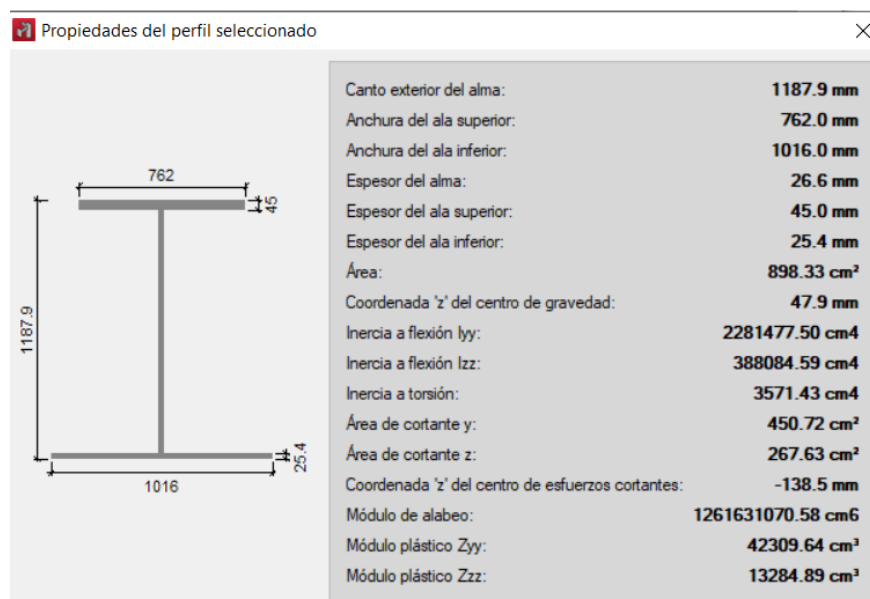 Propiedades del perfil seleccionado
Canto exterior del alma: 1187.9 mm
Anchura del ala superior: 762.0 mm
Anchura del ala inferior: 1016.0 mm
Espesor del alma: 26.6 mm
Espesor del ala superior: 45.0 mm
Espesor del ala inferior: 25.4 mm
Área: 898.33 cm²
Coordenada 'z' del centro de gravedad: 47.9 mm
Inercia a flexión Iyy: 2281477.50 cm4
Inercia a flexión Izz: 388084.59 cm4
Inercia a torsión: 3571.43 cm4
Área de cortante y: 450.72 cm²
Área de cortante z: 267.63 cm²
Coordenada 'z' del centro de esfuerzos cortantes: -138.5 mm
Módulo de alabeo: 1261631070.58 cm6
Módulo plástico Zyy: 42309.64 cm³
Módulo plástico Zzz: 13284.89 cm³
762
45
1187.9
25.4
1016